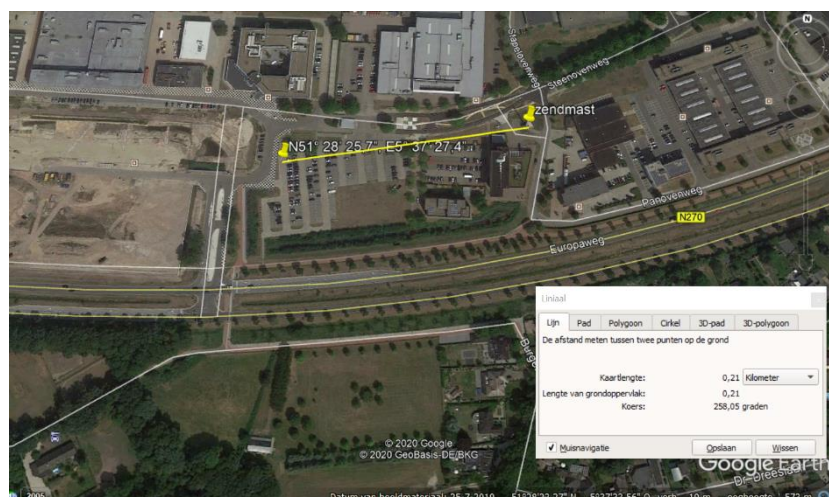 N
Stapelovenweg
Steenovenweg
zendmast
N51° 28' 25.7", E5° 37' 27.4"
Panovenweg
N270
Europaweg
Liniaal
Lijn Pad Polygoon Cirkel 3D-pad 3D-polygoon
De afstand meten tussen twee punten op de grond
Kaartlengte: 0,21 Kilometer
Lengte van grondoppervlak: 0,21
Koers: 258,05 graden
Muisnavigatie Opslaan Wissen
© 2020 Google
© 2020 GeoBasis-DE/BKG
Google Earth
2005